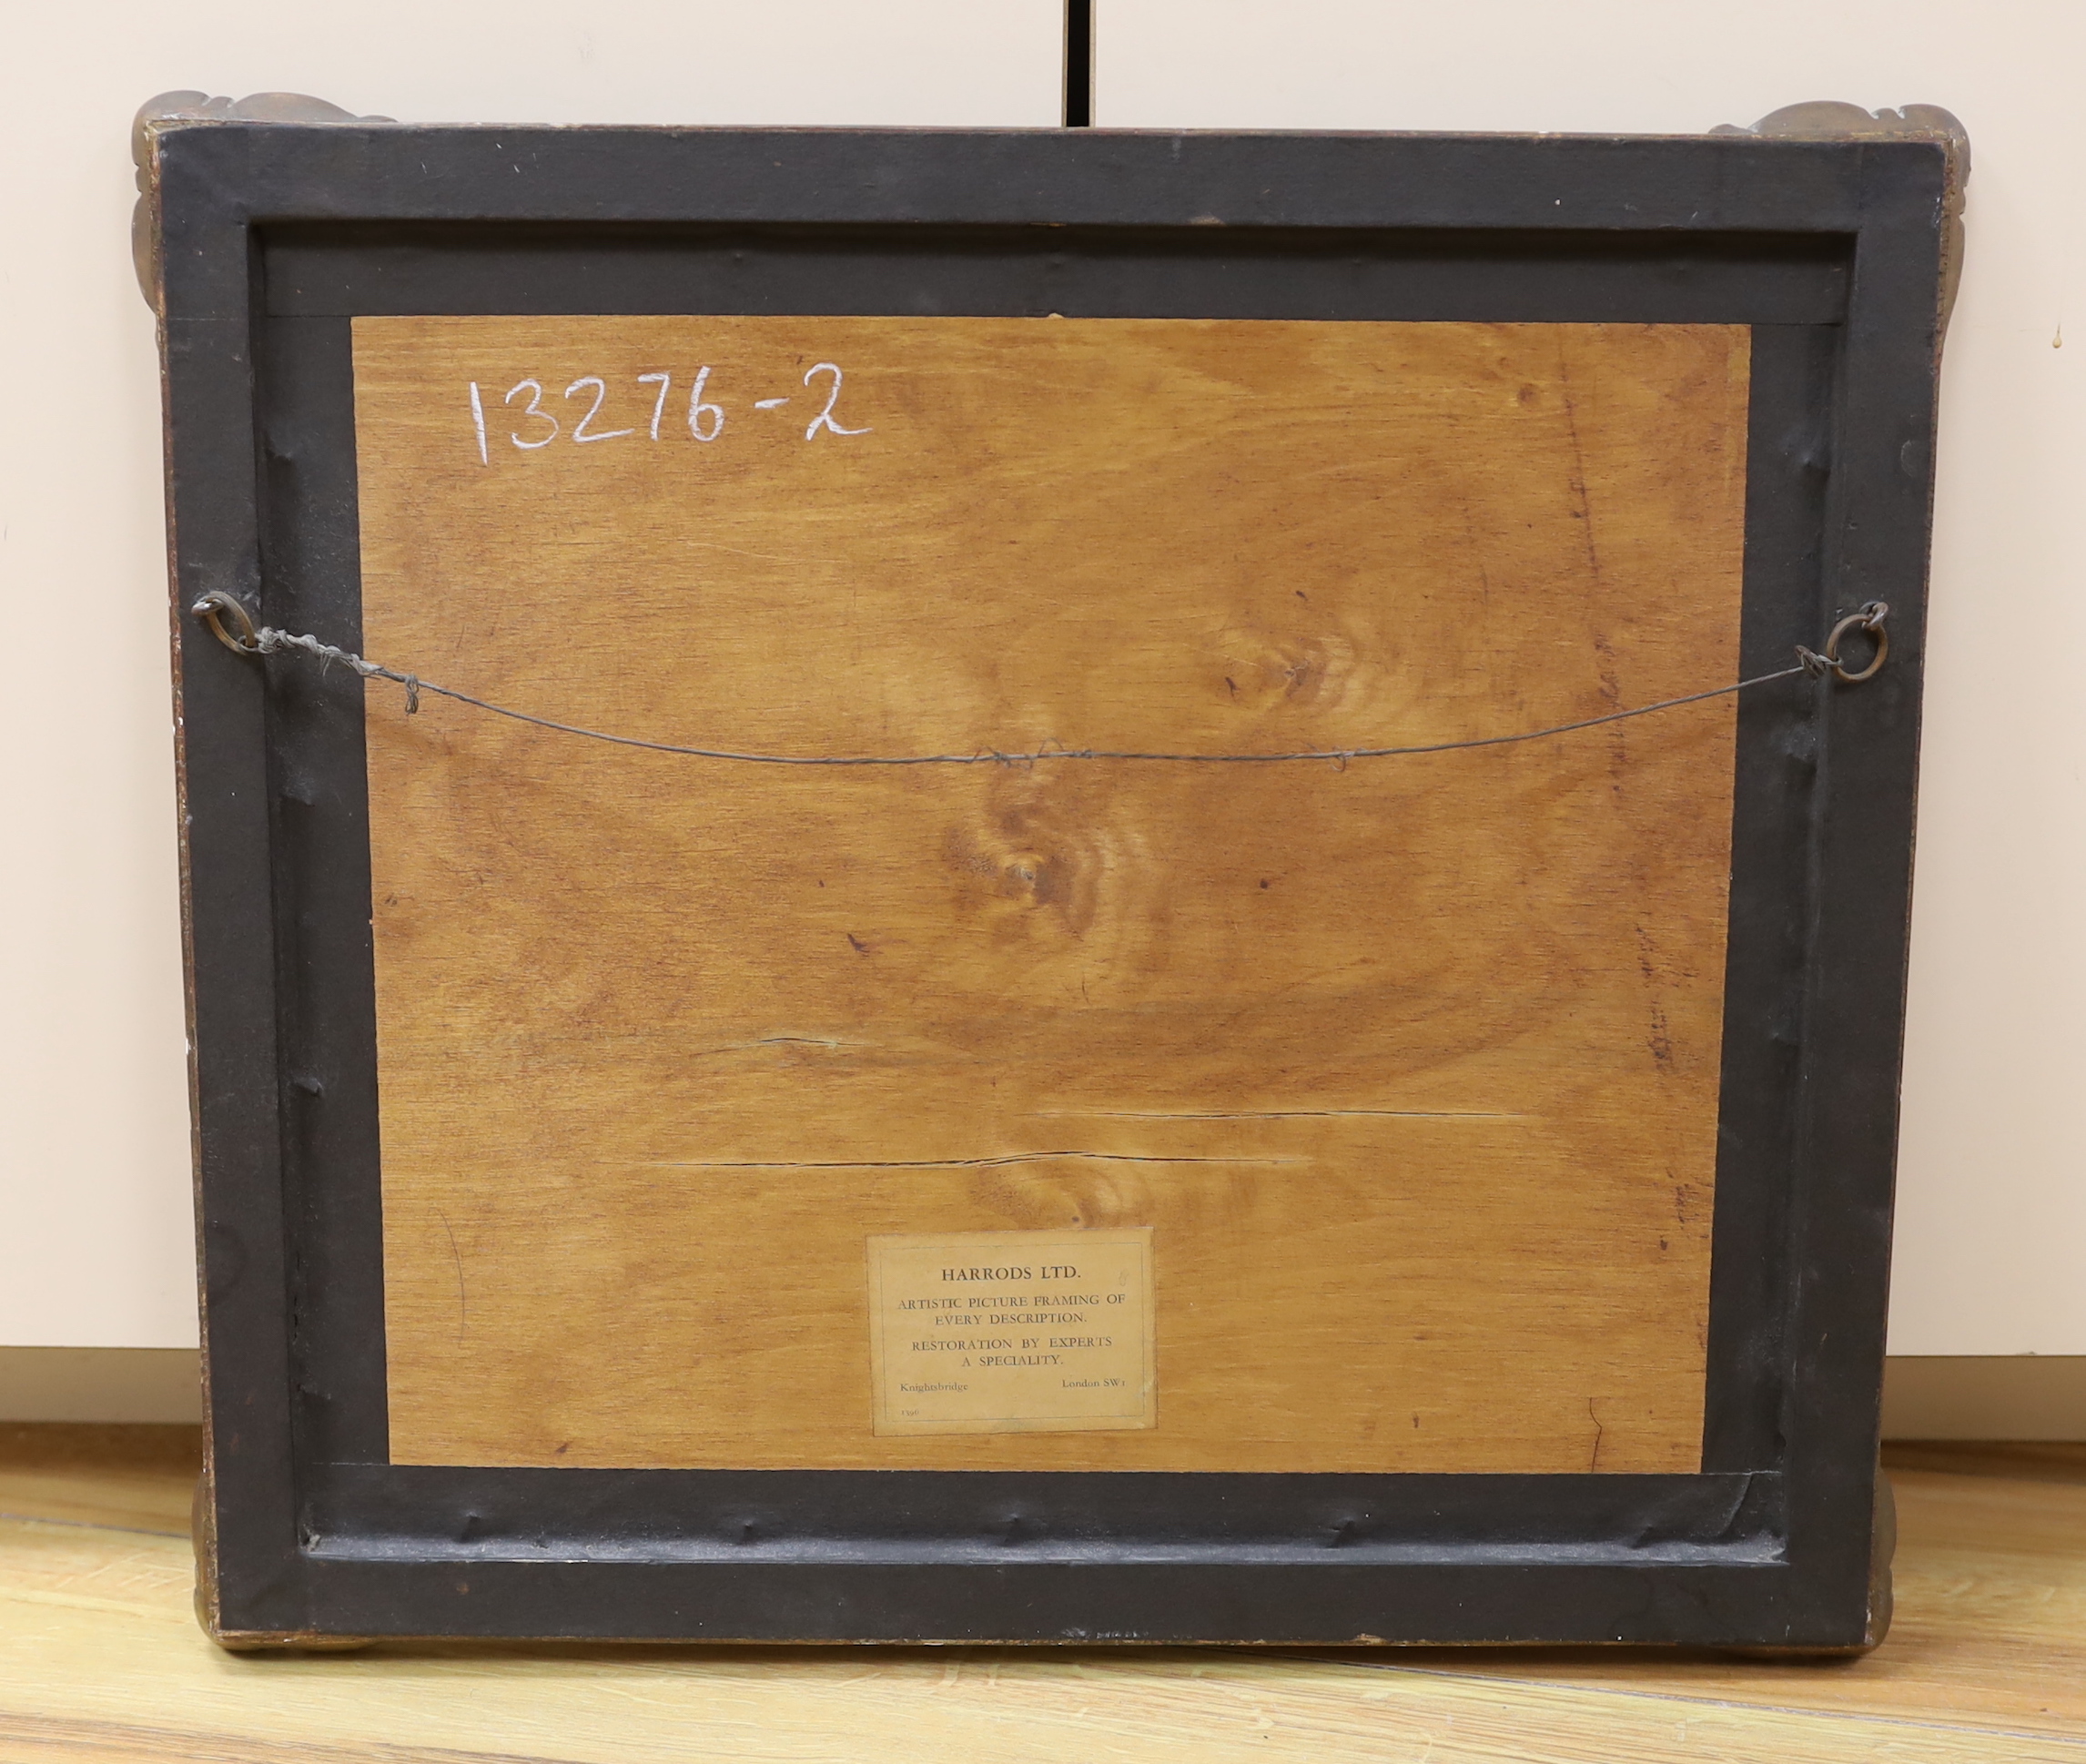 13276-2
HARRODS LTD.
ARTISTIC PICTURE FRAMING OF
EVERY DESCRIPTION.
RESTORATION BY EXPERTS
A SPECIALITY.
Knightsbridge London SW1